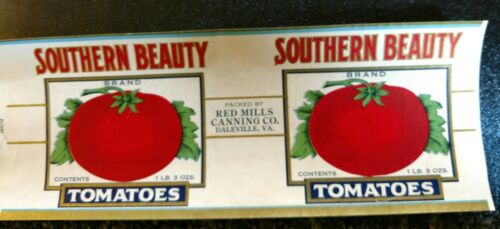 SOUTHERN BEAUTY
BRAND
CONTENTS 1 LB. 3 OZS.
TOMATOES
PACKED BY
RED MILLS
CANNING CO.
DALEVILLE, VA.
SOUTHERN BEAUTY
BRAND
CONTENTS 1 LB. 3 OZS.
TOMATOES